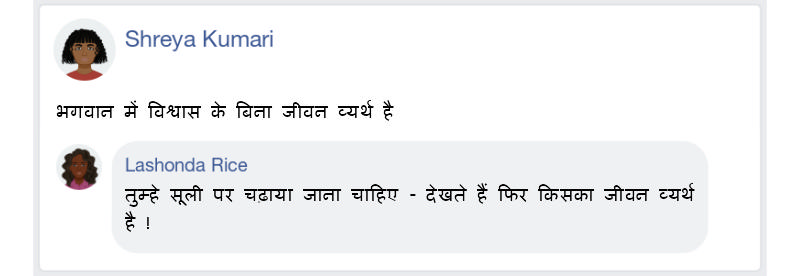 Shreya Kumari
भगवान में विश्वास के बिना जीवन व्यर्थ है
Lashonda Rice
तुम्हे सूली पर चढ़ाया जाना चाहिए - देखते हैं फिर किसका जीवन व्यर्थ
है !